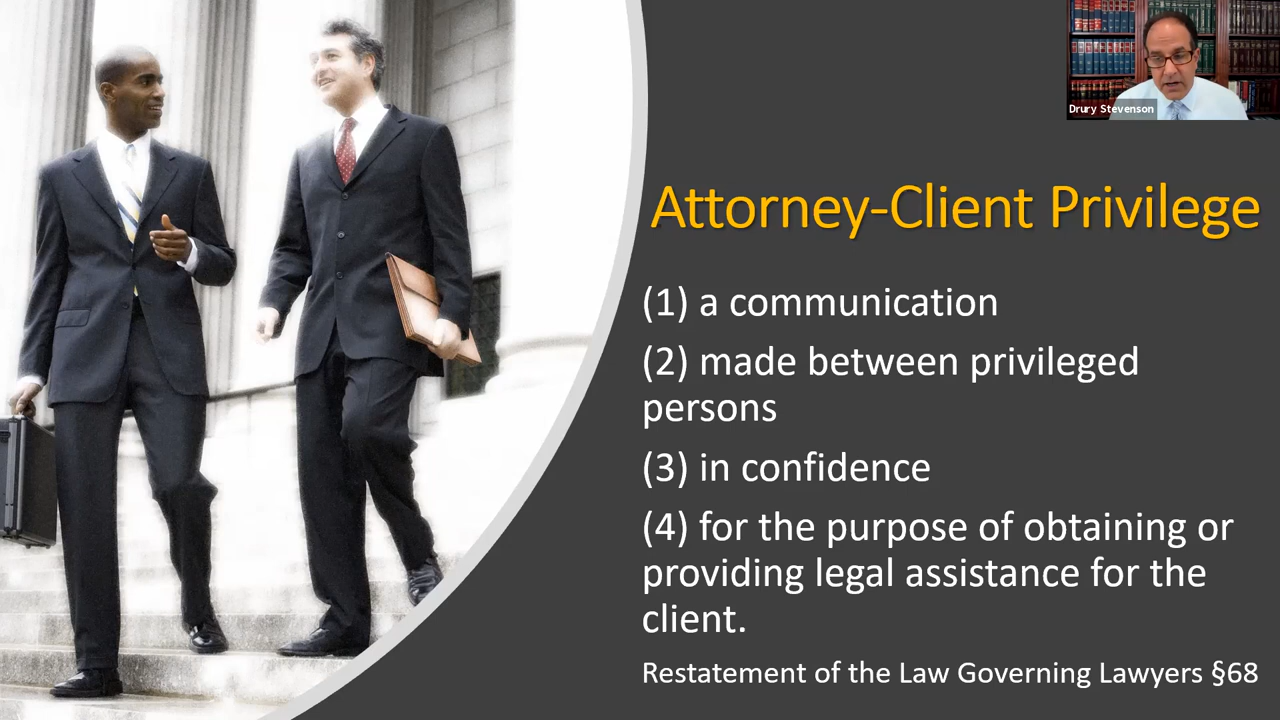 Drury Stevenson
Attorney-Client Privilege
(1) a communication
(2) made between privileged
persons
(3) in confidence
(4) for the purpose of obtaining or
providing legal assistance for the
client.
Restatement of the Law Governing Lawyers §68